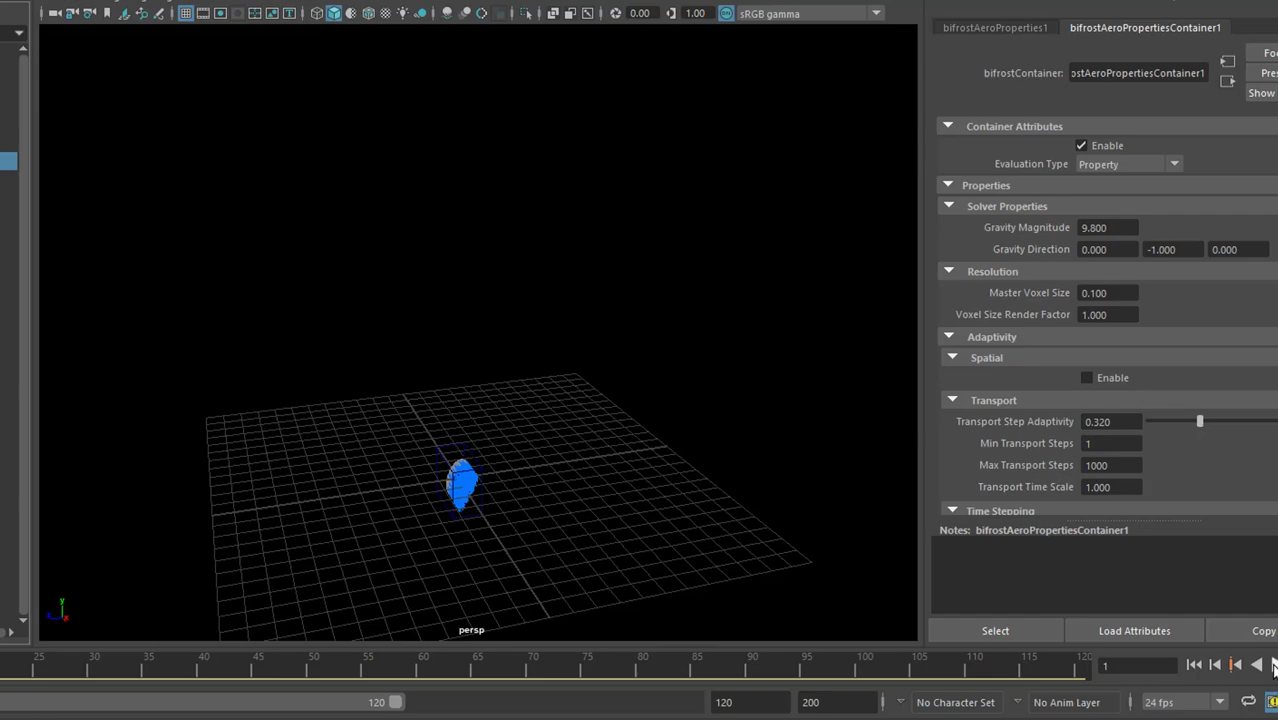 0.00 1.00 sRGB gamma
bifrostAeroProperties1 bifrostAeroPropertiesContainer1
bifrostContainer: ostAeroPropertiesContainer1
Foc
Pres
Show
Container Attributes
Enable
Evaluation Type Property
Properties
Solver Properties
Gravity Magnitude 9.800
Gravity Direction 0.000 -1.000 0.000
Resolution
Master Voxel Size 0.100
Voxel Size Render Factor 1.000
Adaptivity
Spatial
Enable
Transport
Transport Step Adaptivity 0.320
Min Transport Steps 1
Max Transport Steps 1000
Transport Time Scale 1.000
Time Stepping
Notes: bifrostAeroPropertiesContainer1
y
z x
persp
Select Load Attributes Copy
25 30 35 40 45 50 55 60 65 70 75 80 85 90 95 100 105 110 115 120
1
120 120 200 No Character Set No Anim Layer 24 fps